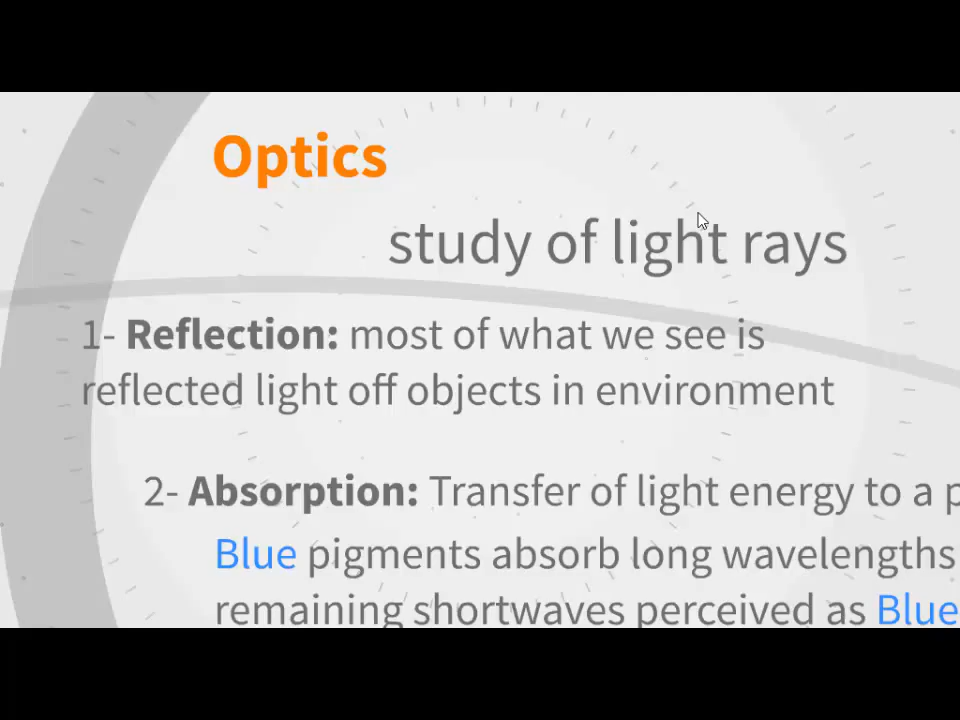 Optics
study of light rays
1- Reflection: most of what we see is
reflected light off objects in environment
2- Absorption: Transfer of light energy to a
Blue pigments absorb long wavelengths
remaining shortwaves perceived as Blue